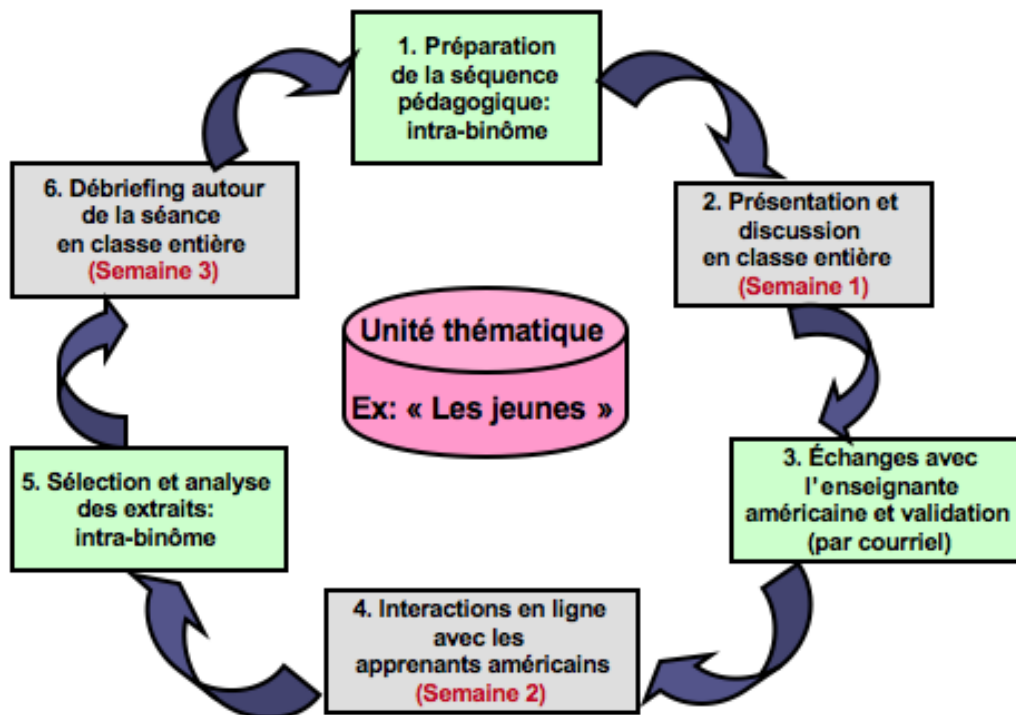 1. Préparation
de la séquence
pédagogique:
intra-binôme
2. Présentation et
discussion
en classe entière
(Semaine 1)
3. Échanges avec
l'enseignante
américaine et validation
(par courriel)
4. Interactions en ligne
avec les
apprenants américains
(Semaine 2)
5. Sélection et analyse
des extraits:
intra-binôme
6. Débriefing autour
de la séance
en classe entière
(Semaine 3)
Unité thématique
Ex: « Les jeunes »